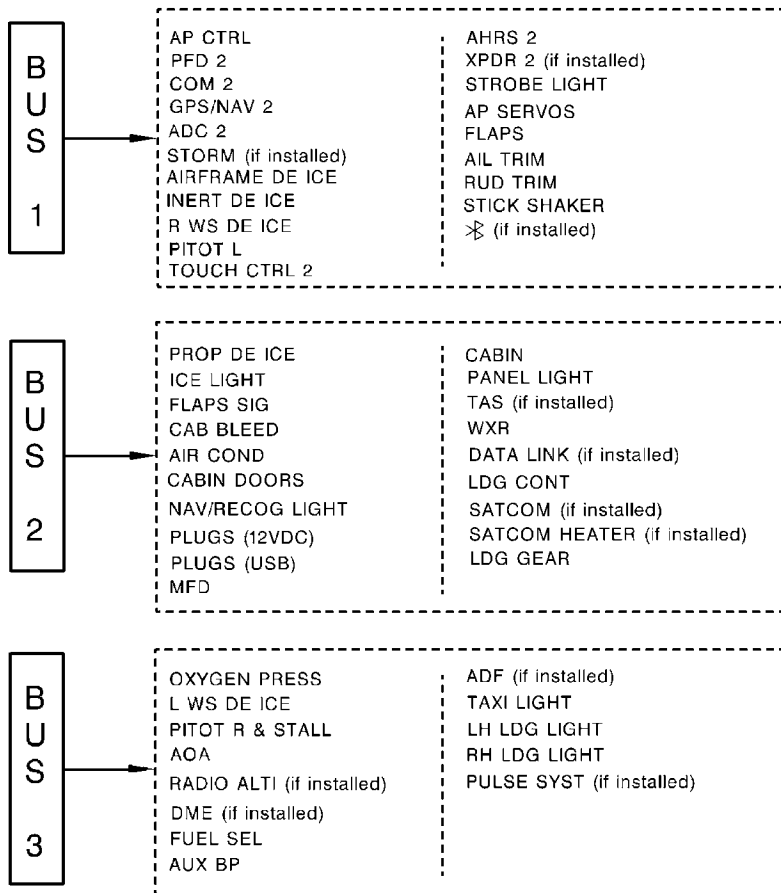 BUS 1
AP CTRL
PFD 2
COM 2
GPS/NAV 2
ADC 2
STORM (if installed)
AIRFRAME DE ICE
INERT DE ICE
R WS DE ICE
PITOT L
TOUCH CTRL 2
AHRS 2
XPDR 2 (if installed)
STROBE LIGHT
AP SERVOS
FLAPS
AIL TRIM
RUD TRIM
STICK SHAKER
(if installed)
BUS 2
PROP DE ICE
ICE LIGHT
FLAPS SIG
CAB BLEED
AIR COND
CABIN DOORS
NAV/RECOG LIGHT
PLUGS (12VDC)
PLUGS (USB)
MFD
CABIN
PANEL LIGHT
TAS (if installed)
WXR
DATA LINK (if installed)
LDG CONT
SATCOM (if installed)
SATCOM HEATER (if installed)
LDG GEAR
BUS 3
OXYGEN PRESS
L WS DE ICE
PITOT R & STALL
AOA
RADIO ALTI (if installed)
DME (if installed)
FUEL SEL
AUX BP
ADF (if installed)
TAXI LIGHT
LH LDG LIGHT
RH LDG LIGHT
PULSE SYST (if installed)